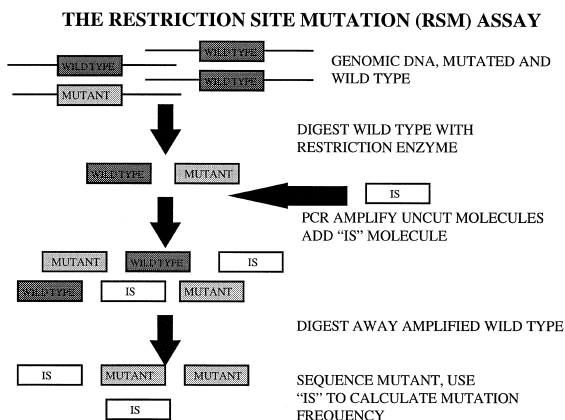 THE RESTRICTION SITE MUTATION (RSM) ASSAY
WILD TYPE
WILD TYPE
WILD TYPE
MUTANT
GENOMIC DNA, MUTATED AND
WILD TYPE
DIGEST WILD TYPE WITH
RESTRICTION ENZYME
WILD TYPE
MUTANT
IS
PCR AMPLIFY UNCUT MOLECULES
ADD “IS” MOLECULE
MUTANT
WILD TYPE
IS
WILD TYPE
IS
MUTANT
DIGEST AWAY AMPLIFIED WILD TYPE
IS
MUTANT
MUTANT
IS
SEQUENCE MUTANT, USE
“IS” TO CALCULATE MUTATION
FREQUENCY